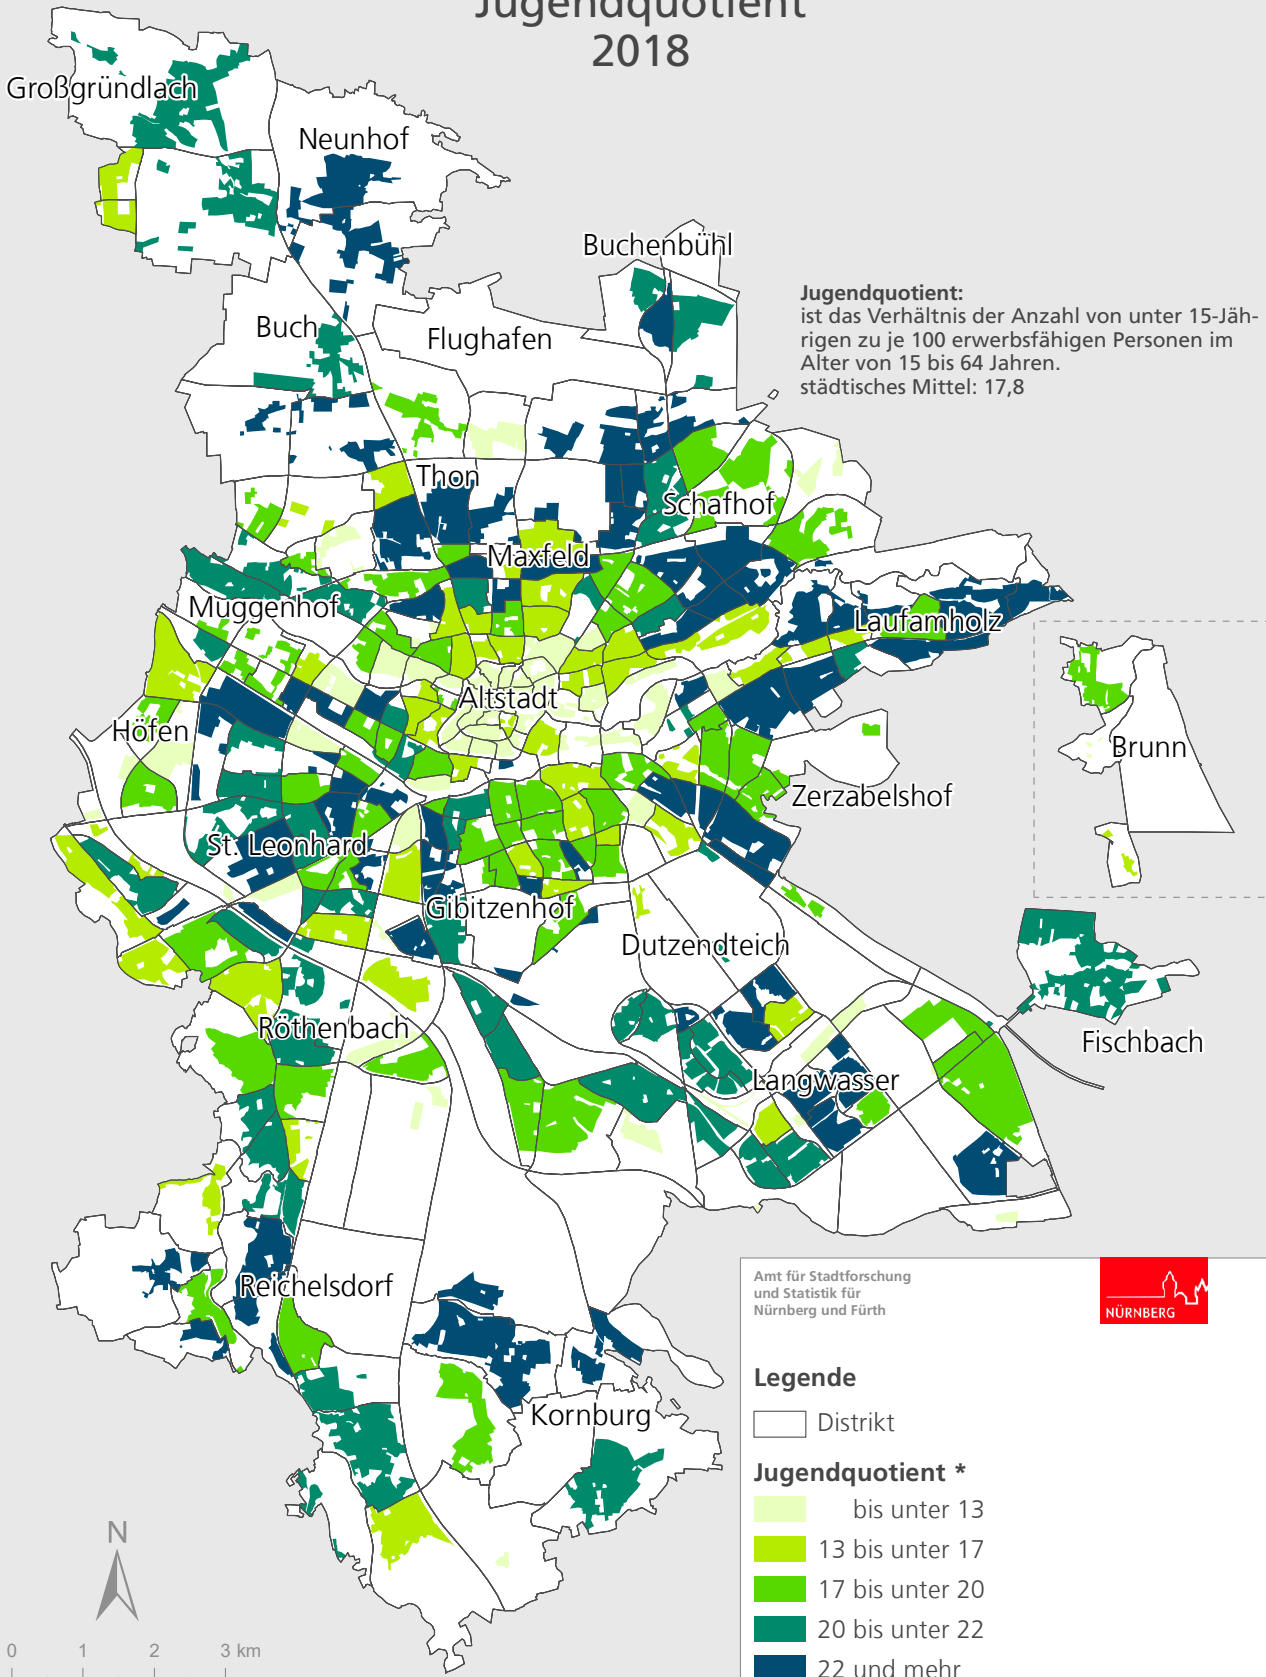 Jugendquotient
2018
Großgründlach
Neunhof
Buchenbühl
Jugendquotient:
ist das Verhältnis der Anzahl von unter 15-Jäh-
rigen zu je 100 erwerbsfähigen Personen im
Alter von 15 bis 64 Jahren.
städtisches Mittel: 17,8
Buch
Flughafen
Thon
Schafhof
Maxfeld
Muggenhof
Laufamholz
Altstadt
Höfen
Brunn
Zerzabelshof
St. Leonhard
Gibitzenhof
Dutzendteich
Röthenbach
Fischbach
Langwasser
Reichelsdorf
Kornburg
Amt für Stadtforschung
und Statistik für
Nürnberg und Fürth
NÜRNBERG
Legende
Distrikt
Jugendquotient *
bis unter 13
13 bis unter 17
17 bis unter 20
20 bis unter 22
22 und mehr
N
0 1 2 3 km